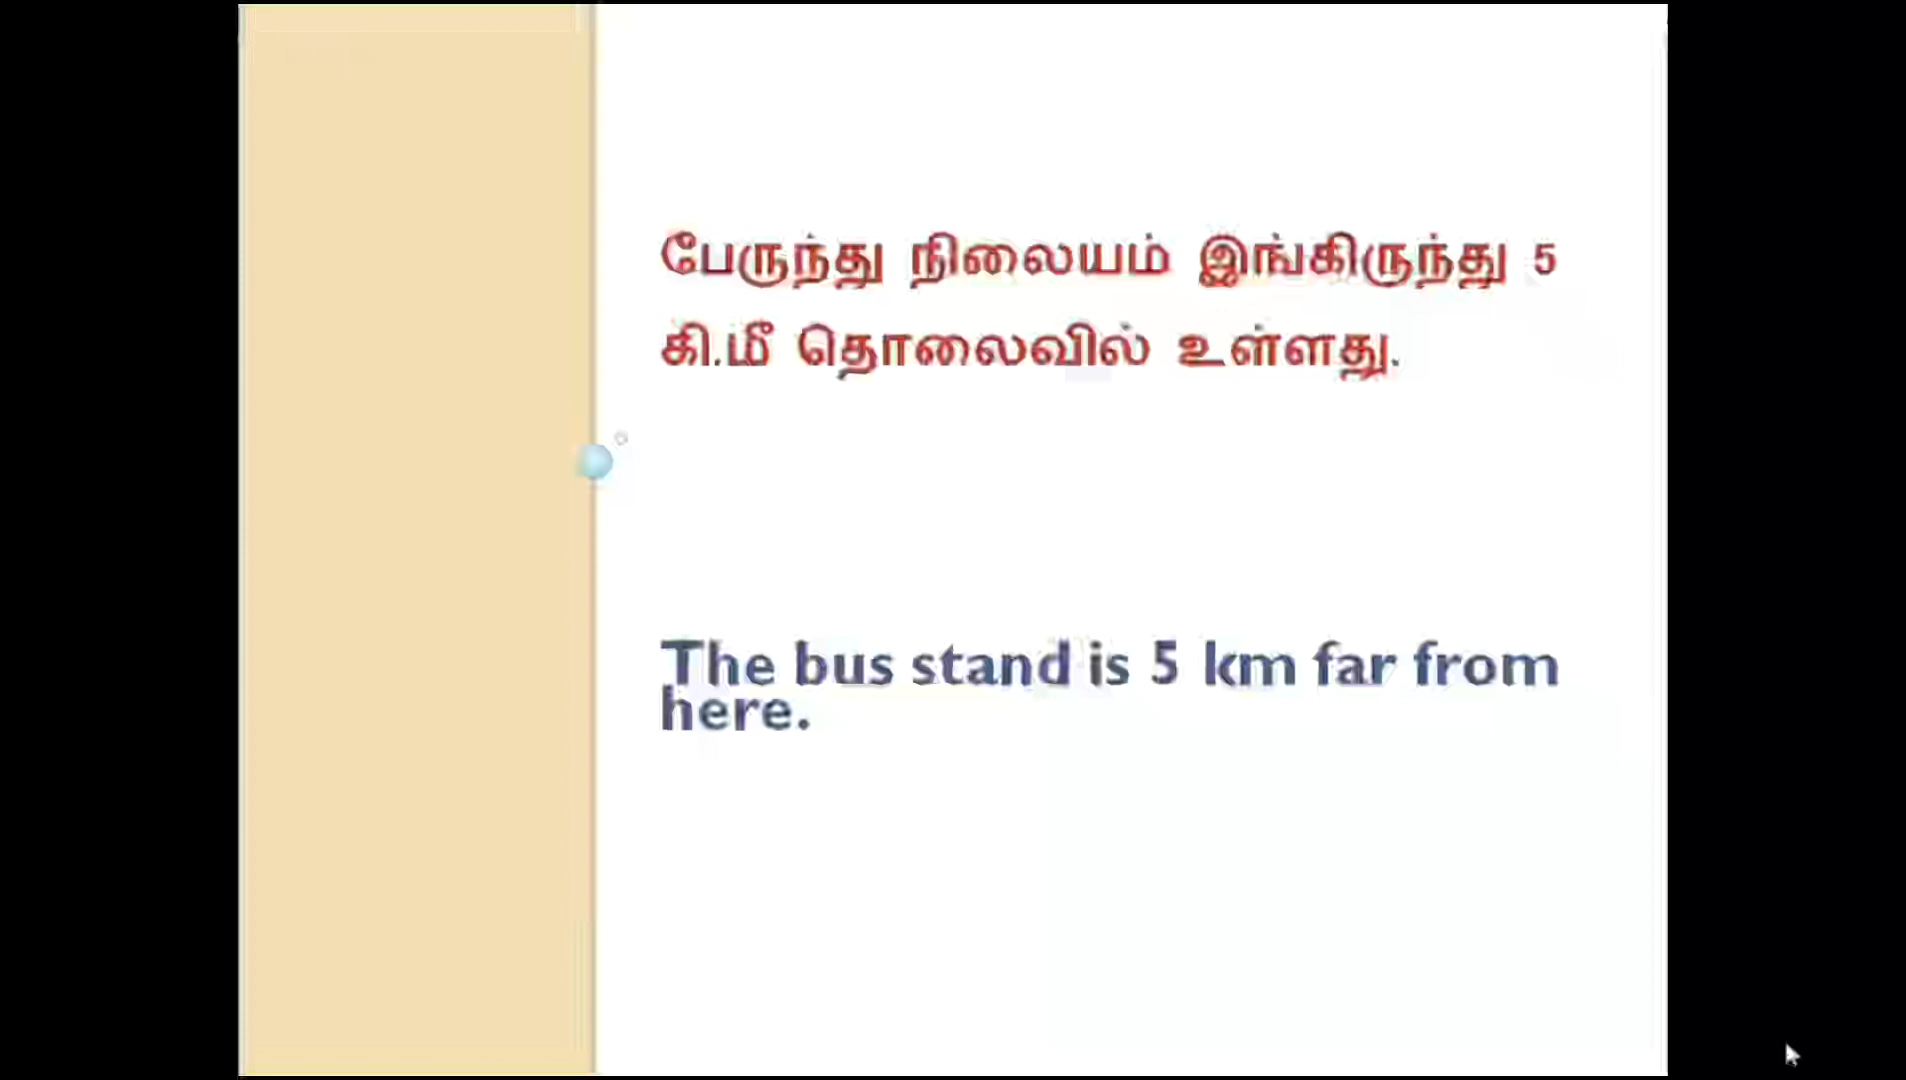 பேருந்து நிலையம் இங்கிருந்து 5
கி.மீ தொலைவில் உள்ளது.
The bus stand is 5 km far from
here.